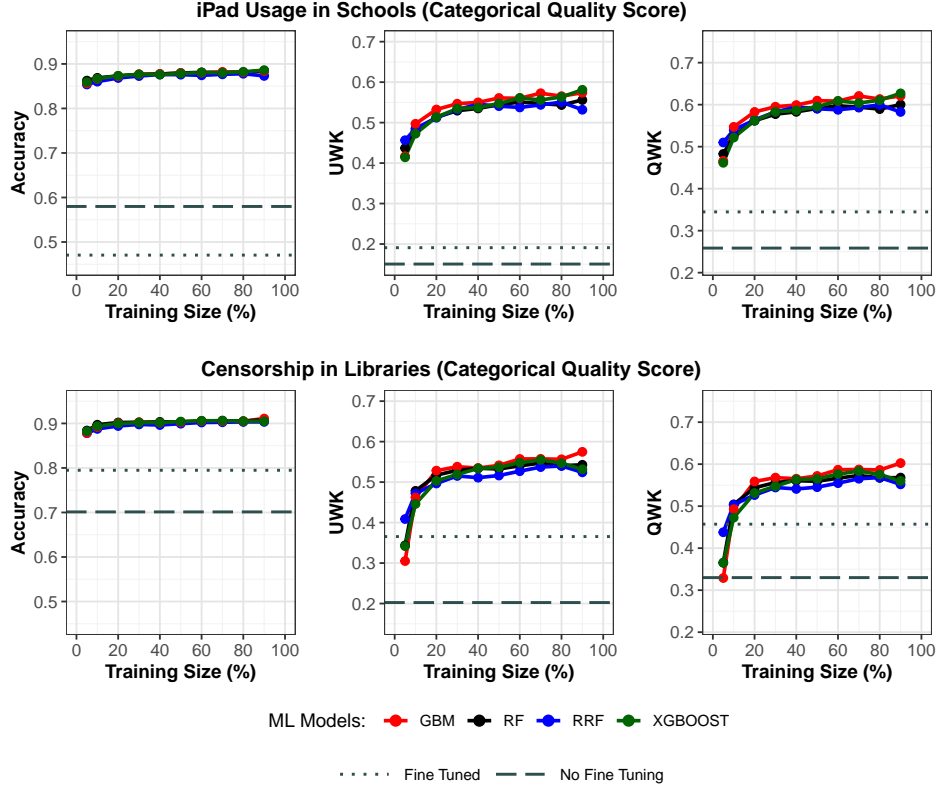 iPad Usage in Schools (Categorical Quality Score)
Accuracy
0.9
0.8
0.7
0.6
0.5
0 20 40 60 80 100
Training Size (%)
UWK
0.7
0.6
0.5
0.4
0.3
0.2
0 20 40 60 80 100
Training Size (%)
QWK
0.7
0.6
0.5
0.4
0.3
0.2
0 20 40 60 80 100
Training Size (%)
Censorship in Libraries (Categorical Quality Score)
Accuracy
0.9
0.8
0.7
0.6
0.5
0 20 40 60 80 100
Training Size (%)
UWK
0.7
0.6
0.5
0.4
0.3
0.2
0 20 40 60 80 100
Training Size (%)
QWK
0.7
0.6
0.5
0.4
0.3
0.2
0 20 40 60 80 100
Training Size (%)
ML Models: GBM RF RRF XGBOOST
Fine Tuned No Fine Tuning